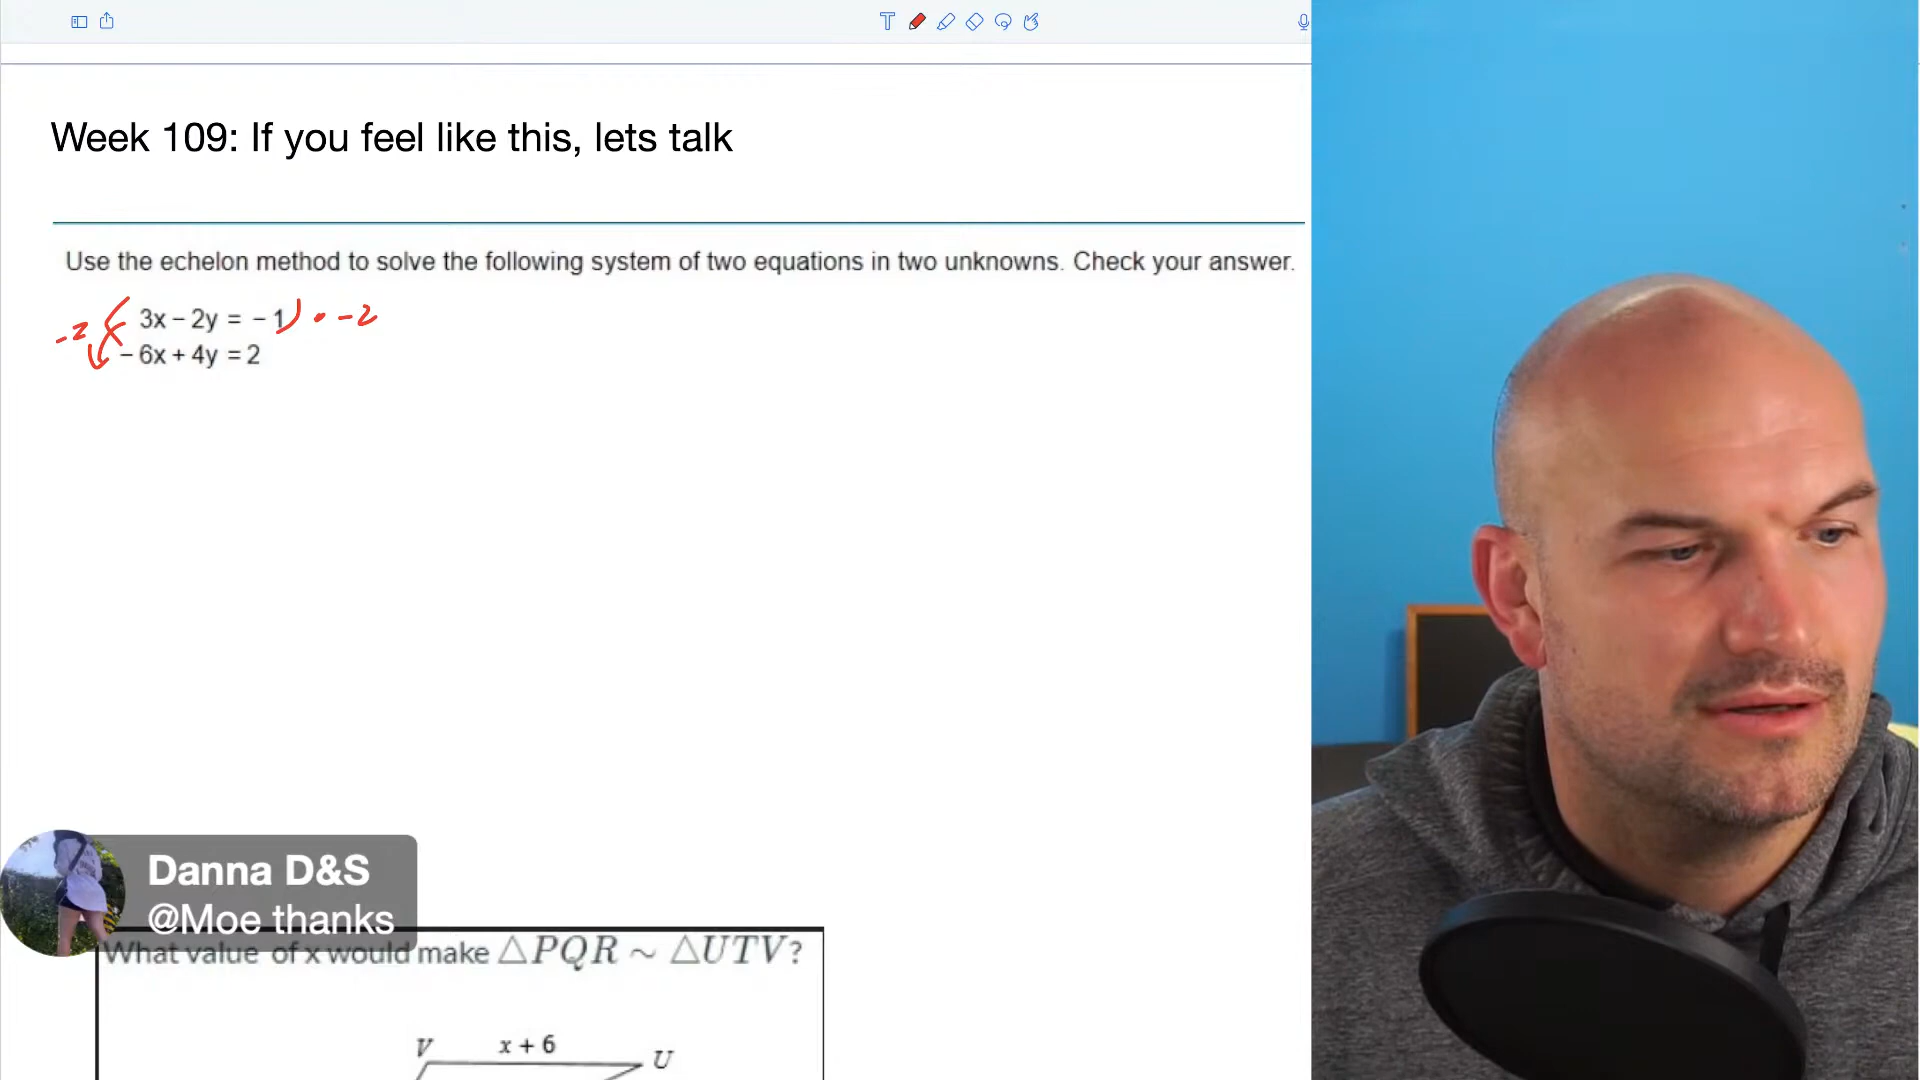 Week 109: If you feel like this, lets talk
Use the echelon method to solve the following system of two equations in two unknowns. Check your answer.
-2 ( 3x − 2y = − 1 ) • -2
− 6x + 4y = 2
Danna D&S
@Moe thanks
What value of x would make △PQR ~ △UTV?
V x + 6 U